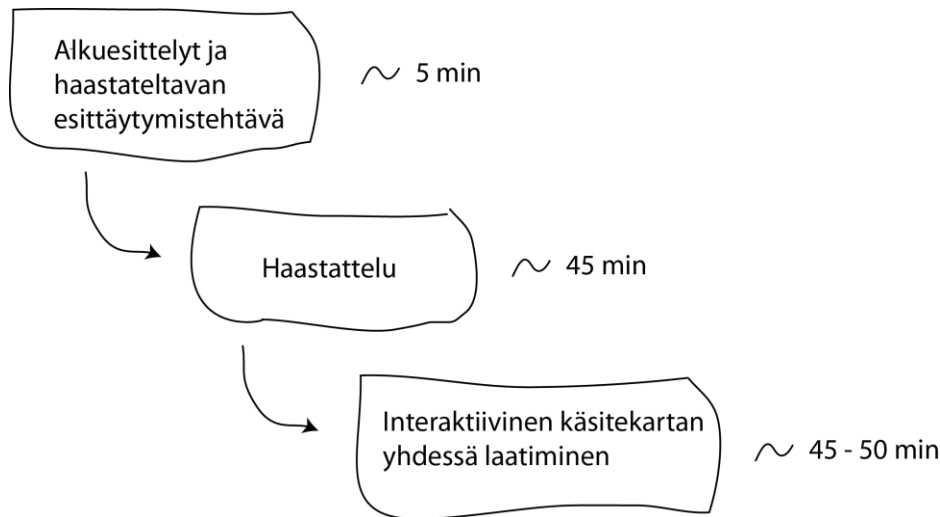 Alkuesittelyt ja
haastateltavan
esittäytymistehtävä
~ 5 min
Haastattelu
~ 45 min
Interaktiivinen käsitekartan
yhdessä laatiminen
~ 45 - 50 min